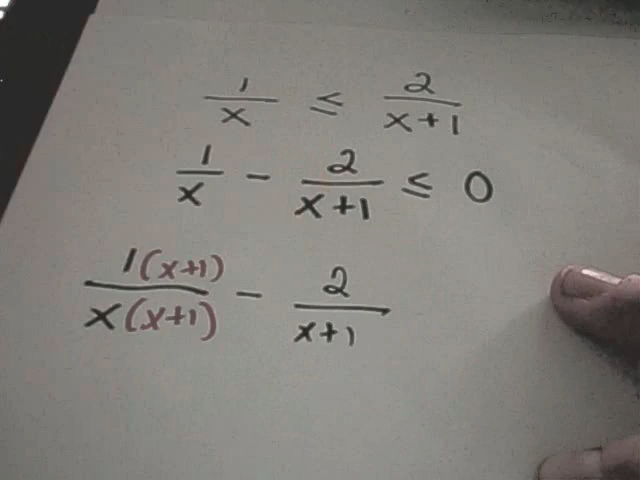 1/x ≤ 2/(x+1)
1/x - 2/(x+1) ≤ 0
1(x+1)/x(x+1) - 2/(x+1)